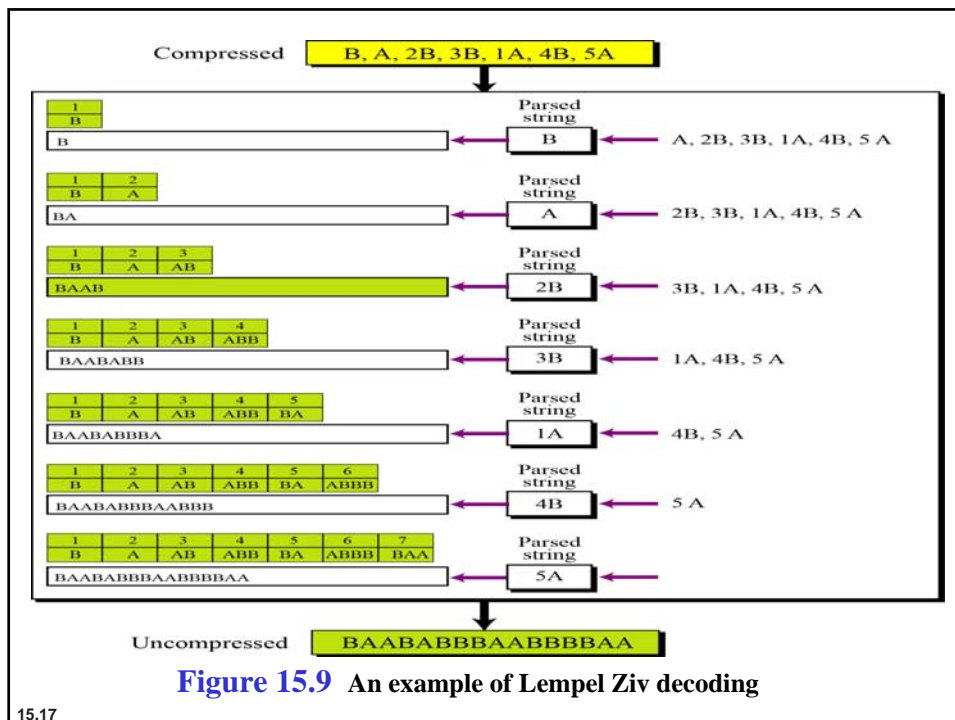 Compressed B, A, 2B, 3B, 1A, 4B, 5A
1
B
Parsed
string
B B A, 2B, 3B, 1A, 4B, 5 A
1 2
B A
Parsed
string
BA A 2B, 3B, 1A, 4B, 5 A
1 2 3
B A AB
Parsed
string
BAAB 2B 3B, 1A, 4B, 5 A
1 2 3 4
B A AB ABB
Parsed
string
BAABABB 3B 1A, 4B, 5 A
1 2 3 4 5
B A AB ABB BA
Parsed
string
BAABABBBA 1A 4B, 5 A
1 2 3 4 5 6
B A AB ABB BA ABBB
Parsed
string
BAABABBBAABBB 4B 5 A
1 2 3 4 5 6 7
B A AB ABB BA ABBB BAA
Parsed
string
BAABABBBAABBBBAA 5A
Uncompressed BAABABBBAABBBBAA
Figure 15.9 An example of Lempel Ziv decoding
15.17